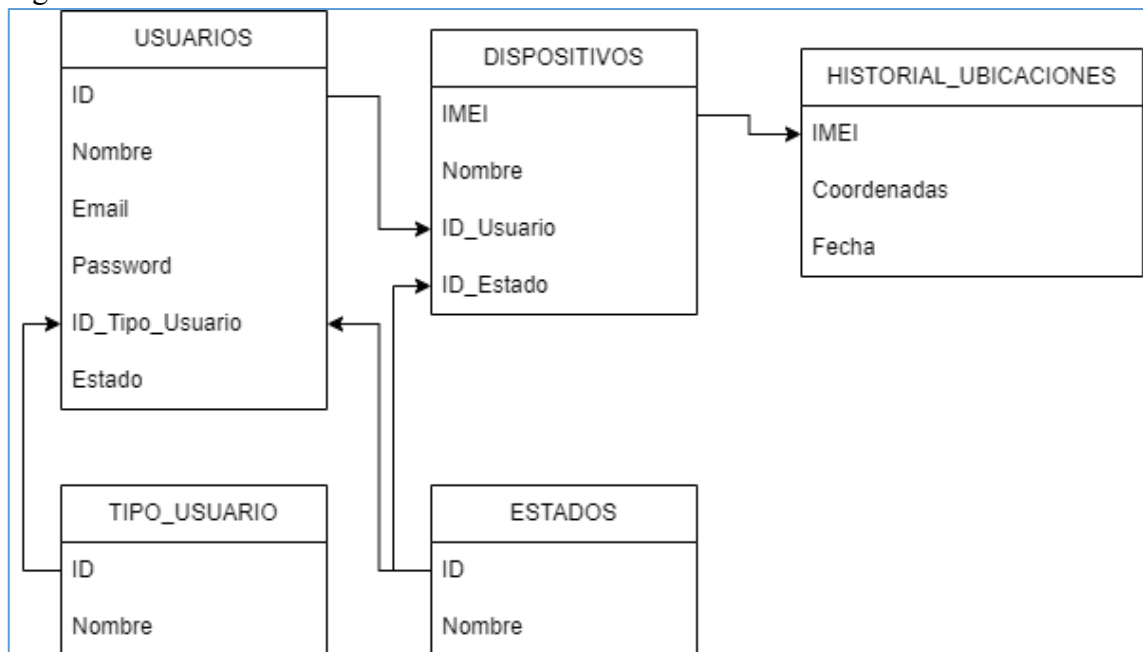 USUARIOS
ID
Nombre
Email
Password
ID_Tipo_Usuario
Estado
DISPOSITIVOS
IMEI
Nombre
ID_Usuario
ID_Estado
HISTORIAL_UBICACIONES
IMEI
Coordenadas
Fecha
TIPO_USUARIO
ID
Nombre
ESTADOS
ID
Nombre